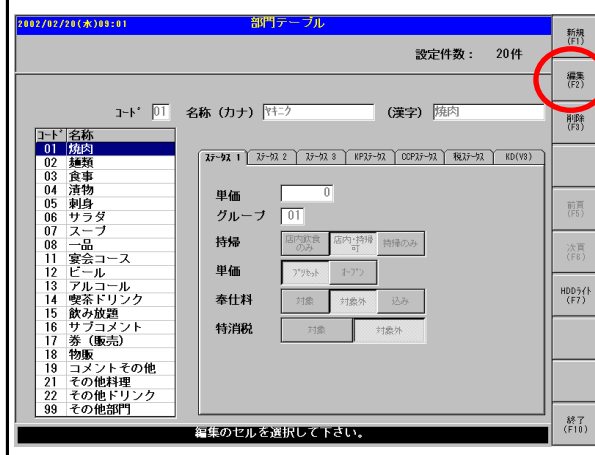 2002/02/20(水)09:01
部門テーブル
設定件数： 20件
新規
(F1)
編集
(F2)
削除
(F3)
前頁
(F5)
次頁
(F6)
HDDﾗｲﾄ
(F7)
終了
(F10)
ｺｰﾄﾞ 01 名称（カナ） ﾔｷﾆｸ （漢字） 焼肉
ｺｰﾄﾞ 名称
01 焼肉
02 麺類
03 食事
04 漬物
05 刺身
06 サラダ
07 スープ
08 一品
11 宴会コース
12 ビール
13 アルコール
14 喫茶ドリンク
15 飲み放題
16 サブコメント
17 券（販売）
18 物販
19 コメントその他
21 その他料理
22 その他ドリンク
99 その他部門
ｽﾃｰﾀｽ 1 ｽﾃｰﾀｽ 2 ｽﾃｰﾀｽ 3 KPｽﾃｰﾀｽ CCPｽﾃｰﾀｽ 税ｽﾃｰﾀｽ KD(V3)
単価 0
グループ 01
持帰 店内飲食のみ 店内･持帰可 持帰のみ
単価 ﾌﾟﾘｾｯﾄ ｵｰﾌﾟﾝ
奉仕料 対象 対象外 込み
特消税 対象 対象外
編集のセルを選択して下さい。